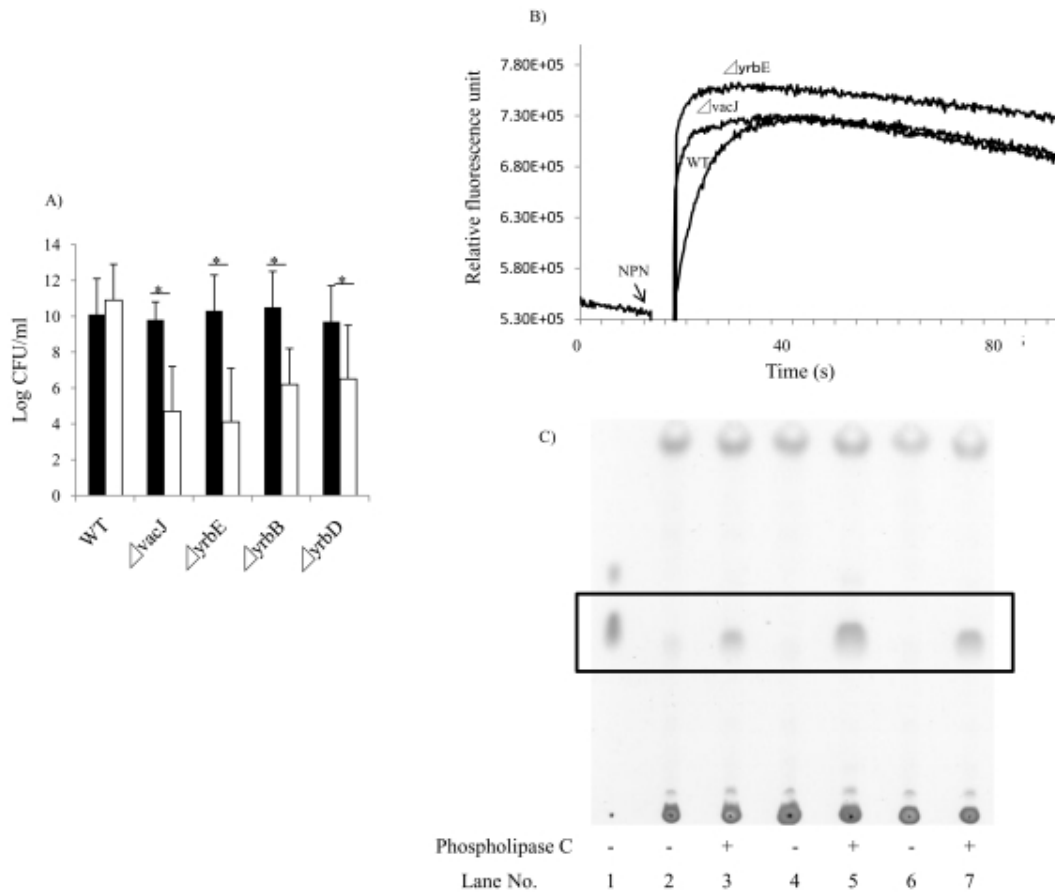 A)
Log CFU/ml
14
12
10
8
6
4
2
0
* * * *
WT
△vacJ
△yrbE
△yrbB
△yrbD
B)
Relative fluorescence unit
7.80E+05
7.30E+05
6.80E+05
6.30E+05
5.80E+05
5.30E+05
△yrbE
△vacJ
WT
NPN
0 40 80
Time (s)
C)
Phospholipase C - - + - + - +
Lane No. 1 2 3 4 5 6 7